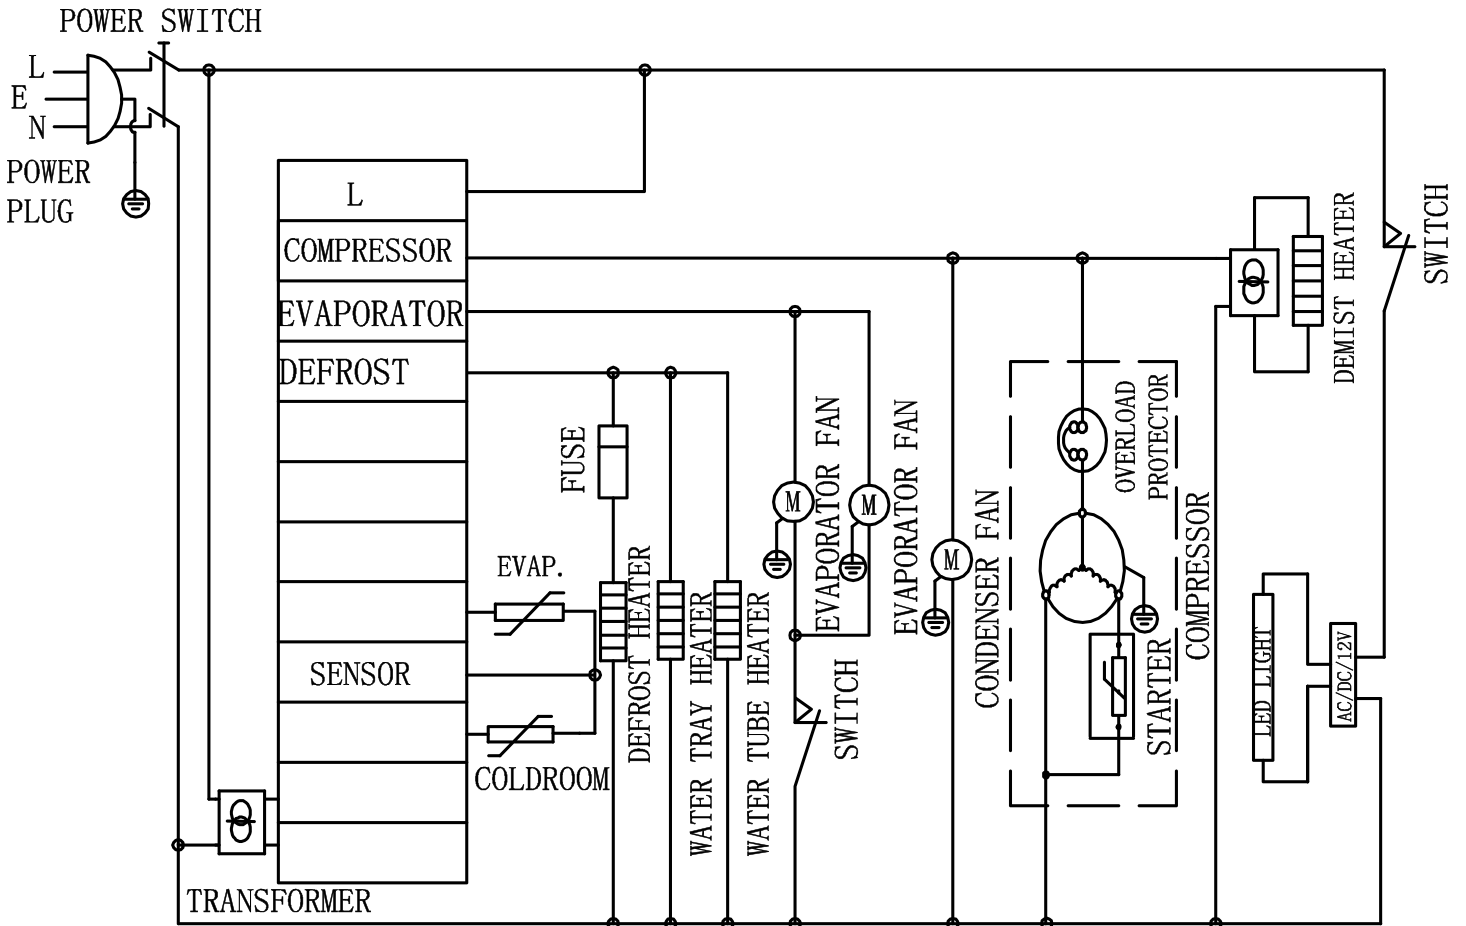 POWER SWITCH
L
E
N
POWER
PLUG
L
COMPRESSOR
EVAPORATOR
DEFROST
SENSOR
EVAP.
COLDROOM
TRANSFORMER
FUSE
DEFROST HEATER
WATER TRAY HEATER
WATER TUBE HEATER
M
EVAPORATOR FAN
M
EVAPORATOR FAN
SWITCH
M
CONDENSER FAN
OVERLOAD
PROTECTOR
STARTER
COMPRESSOR
DEMIST HEATER
SWITCH
LED LIGHT
AC/DC/12V